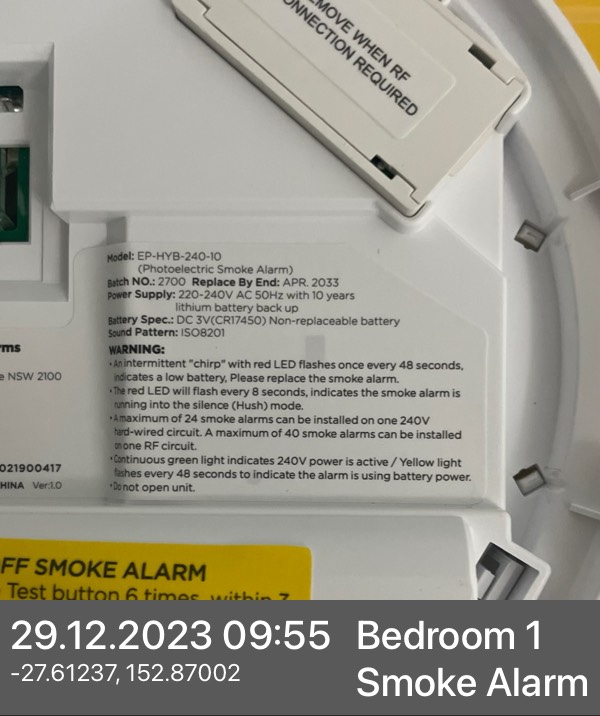 REMOVE WHEN RF
CONNECTION REQUIRED
Model: EP-HYB-240-10
(Photoelectric Smoke Alarm)
Batch NO.: 2700 Replace By End: APR. 2033
Power Supply: 220-240V AC 50Hz with 10 years
lithium battery back up
Battery Spec.: DC 3V(CR17450) Non-replaceable battery
Sound Pattern: ISO8201
WARNING:
•An intermittent "chirp" with red LED flashes once every 48 seconds,
indicates a low battery, Please replace the smoke alarm.
•The red LED will flash every 8 seconds, indicates the smoke alarm is
running into the silence (Hush) mode.
•A maximum of 24 smoke alarms can be installed on one 240V
hard-wired circuit. A maximum of 40 smoke alarms can be installed
on one RF circuit.
•Continuous green light indicates 240V power is active / Yellow light
flashes every 48 seconds to indicate the alarm is using battery power.
•Do not open unit.
rms
e NSW 2100
021900417
HINA Ver:1.0
FF SMOKE ALARM
Test button 6 times, within 7
29.12.2023 09:55
-27.61237, 152.87002
Bedroom 1
Smoke Alarm